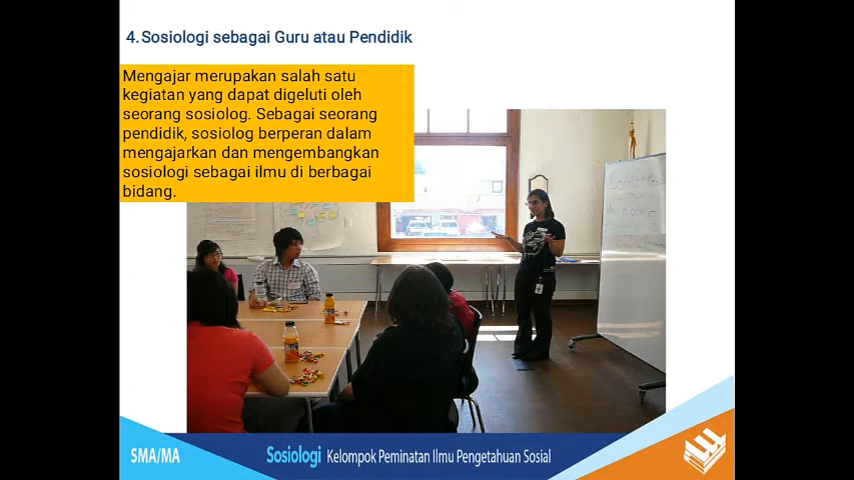 4. Sosiologi sebagai Guru atau Pendidik
Mengajar merupakan salah satu
kegiatan yang dapat digeluti oleh
seorang sosiolog. Sebagai seorang
pendidik, sosiolog berperan dalam
mengajarkan dan mengembangkan
sosiologi sebagai ilmu di berbagai
bidang.
SMA/MA
Sosiologi Kelompok Peminatan Ilmu Pengetahuan Sosial